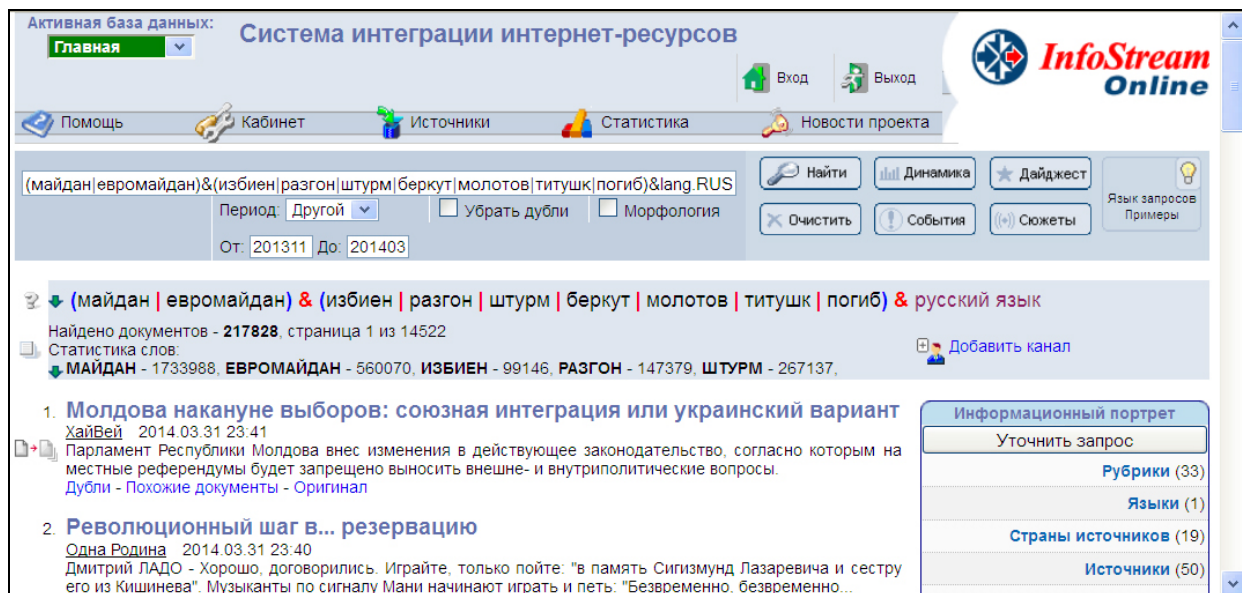 Активная база данных:
Главная
Система интеграции интернет-ресурсов
Вход Выход
InfoStream
Online
Помощь Кабинет Источники Статистика Новости проекта
(майдан|евромайдан)&(избиен|разгон|штурм|беркут|молотов|титушк|погиб)&lang.RUS
Найти Динамика Дайджест
Период: Другой Убрать дубли Морфология
Язык запросов
Примеры
Очистить События Сюжеты
От: 201311 До: 201403
(майдан | евромайдан) & (избиен | разгон | штурм | беркут | молотов | титушк | погиб) & русский язык
Найдено документов - 217828, страница 1 из 14522
Статистика слов:
Добавить канал
МАЙДАН - 1733988, ЕВРОМАЙДАН - 560070, ИЗБИЕН - 99146, РАЗГОН - 147379, ШТУРМ - 267137,
1. Молдова накануне выборов: союзная интеграция или украинский вариант
ХайВей 2014.03.31 23:41
Парламент Республики Молдова внес изменения в действующее законодательство, согласно которым на
местные референдумы будет запрещено выносить внешне- и внутриполитические вопросы.
Дубли - Похожие документы - Оригинал
2. Революционный шаг в... резервацию
Одна Родина 2014.03.31 23:40
Дмитрий ЛАДО - Хорошо, договорились. Играйте, только пойте: "в память Сигизмунд Лазаревича и сестру
его из Кишинева". Музыканты по сигналу Мани начинают играть и петь: "Безвременно, безвременно...
Информационный портрет
Уточнить запрос
Рубрики (33)
Языки (1)
Страны источников (19)
Источники (50)